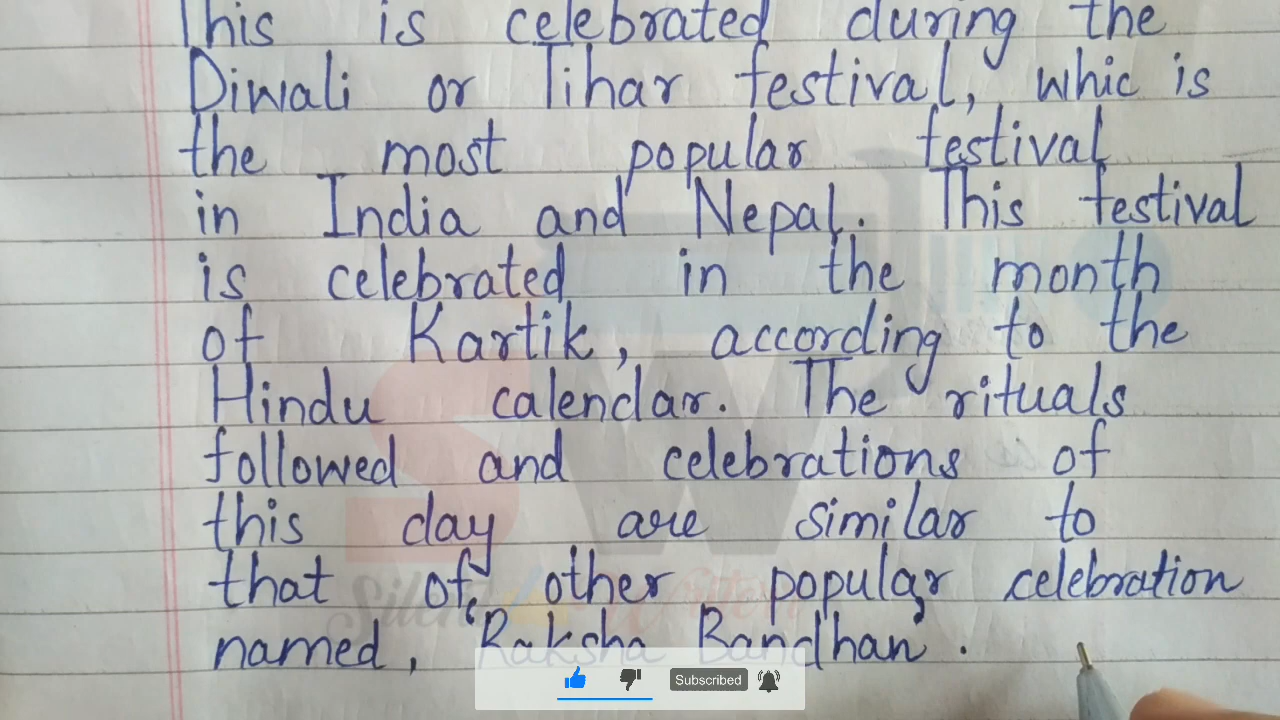 This is celebrated during the
Diwali or Tihar festival, whic is
the most popular festival
in India and Nepal. This festival
is celebrated in the month
of Kartik, according to the
Hindu calendar. The rituals
followed and celebrations of
this day are similar to
that of other popular celebration
named, 'Raksha Bandhan'.
Subscribed